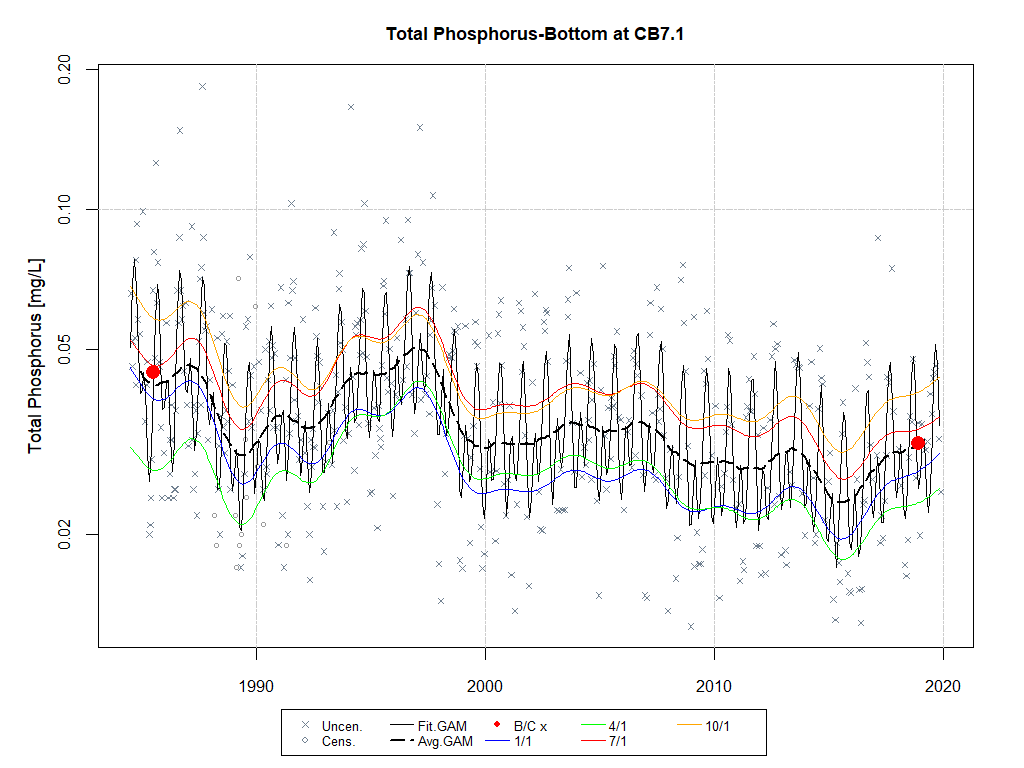 Total Phosphorus-Bottom at CB7.1
Total Phosphorus [mg/L]
0.20
0.10
0.05
0.02
1990 2000 2010 2020
Uncen. Fit.GAM B/C x 4/1 10/1
Cens. Avg.GAM 1/1 7/1